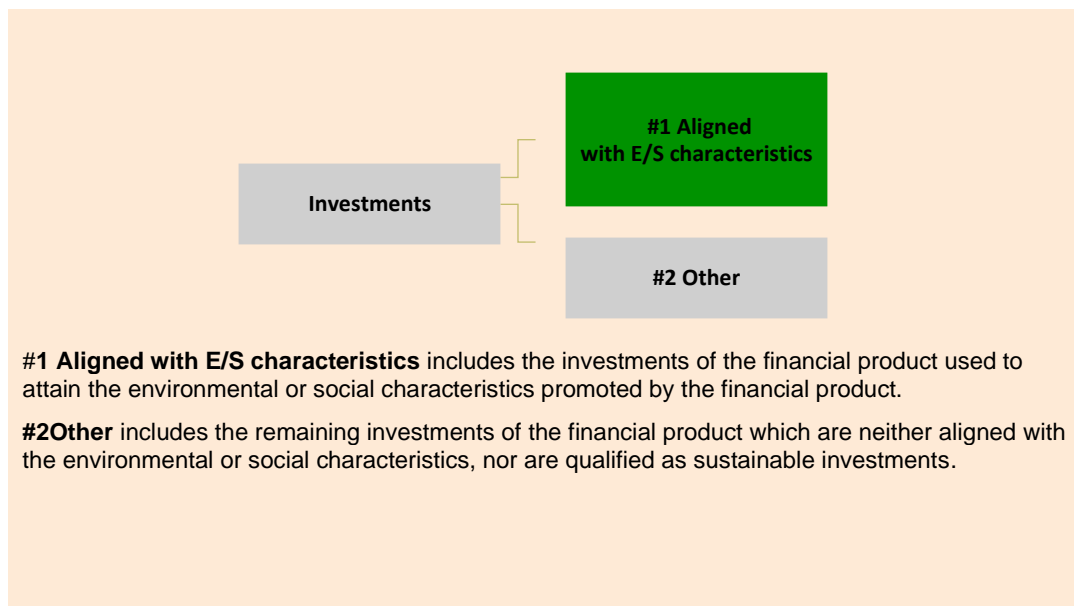 #1 Aligned
with E/S characteristics
Investments
#2 Other
#1 Aligned with E/S characteristics includes the investments of the financial product used to
attain the environmental or social characteristics promoted by the financial product.
#2Other includes the remaining investments of the financial product which are neither aligned with
the environmental or social characteristics, nor are qualified as sustainable investments.